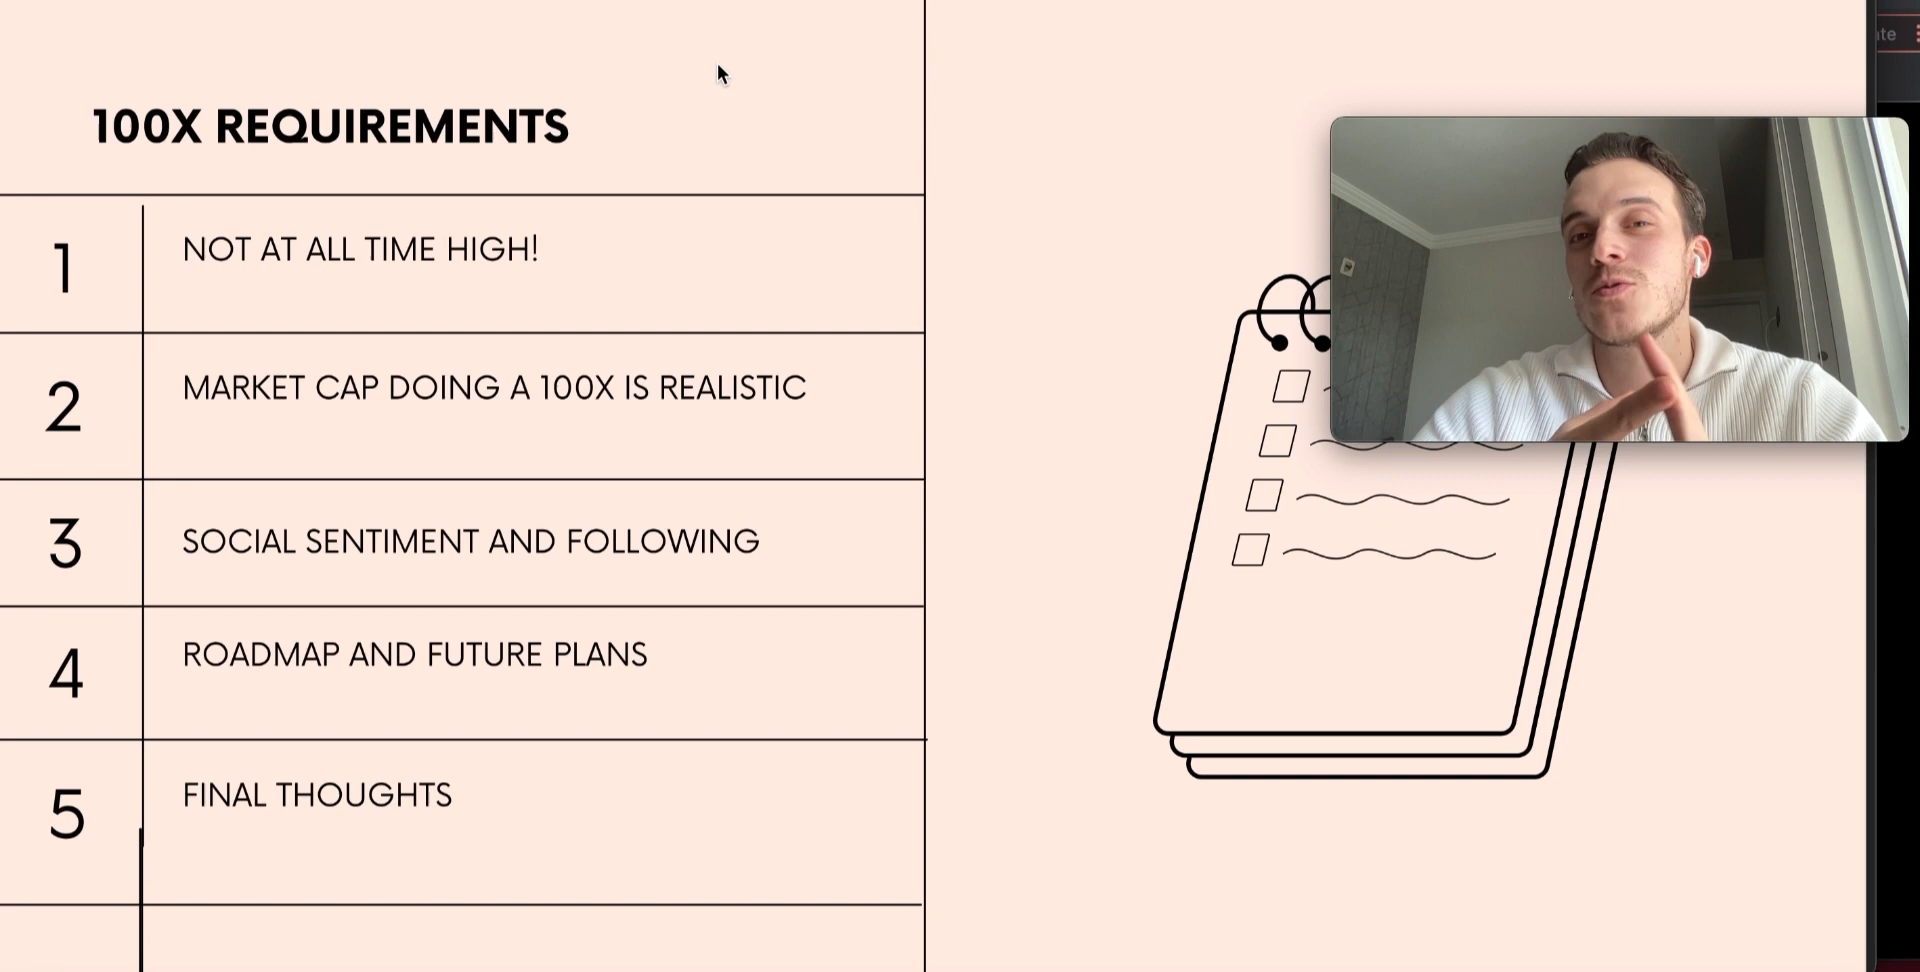 100X REQUIREMENTS
1
NOT AT ALL TIME HIGH!
2
MARKET CAP DOING A 100X IS REALISTIC
3
SOCIAL SENTIMENT AND FOLLOWING
4
ROADMAP AND FUTURE PLANS
5
FINAL THOUGHTS